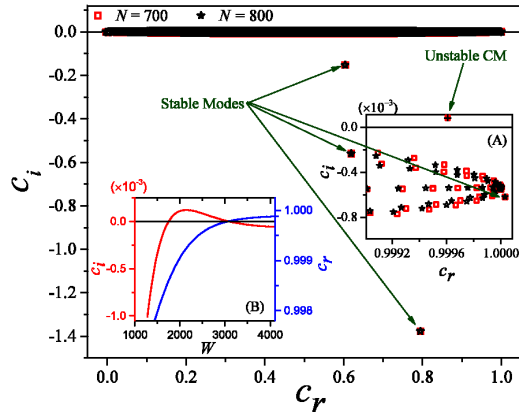 N = 700 N = 800
0.0
-0.2
-0.4
-0.6
-0.8
-1.0
-1.2
-1.4
c_i
0.0 0.2 0.4 0.6 0.8 1.0
c_r
Stable Modes
Unstable CM
(×10⁻³)
(A)
0.0
-0.4
-0.8
c_i
0.9992 0.9996 1.0000
c_r
(×10⁻³)
0.0
-0.5
-1.0
c_i
1.000
0.999
0.998
c_r
(B)
1000 2000 3000 4000
W